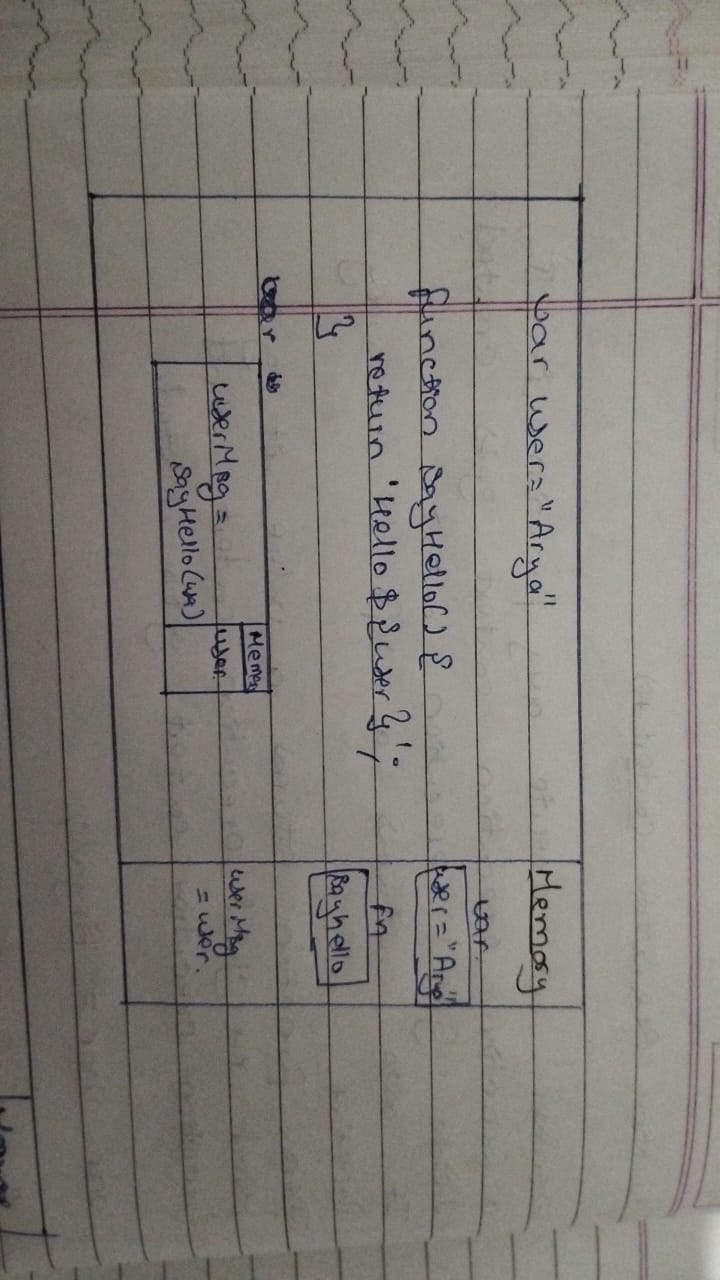 var user="Arya"
function sayHello() {
return 'Hello ${user}';
}
var
userMsg =
sayHello(usr)
Memory
user
Memory
var
user="Arya"
fn
sayhello
userMsg
= user.